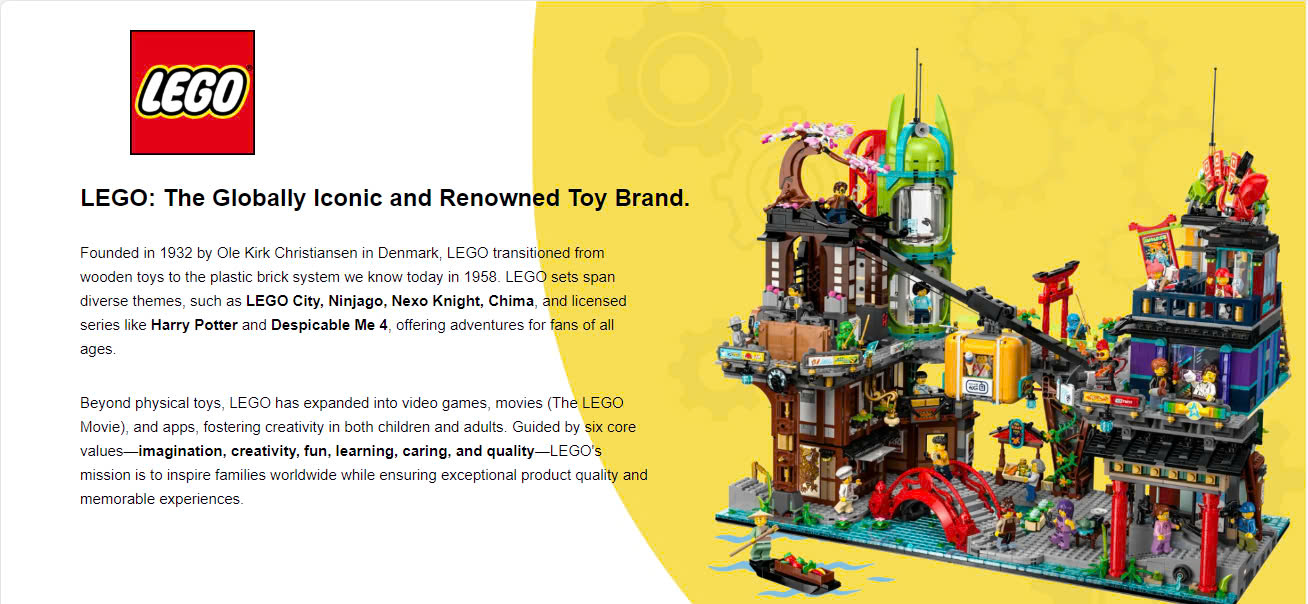 LEGO
LEGO: The Globally Iconic and Renowned Toy Brand.
Founded in 1932 by Ole Kirk Christiansen in Denmark, LEGO transitioned from
wooden toys to the plastic brick system we know today in 1958. LEGO sets span
diverse themes, such as LEGO City, Ninjago, Nexo Knight, Chima, and licensed
series like Harry Potter and Despicable Me 4, offering adventures for fans of all
ages.
Beyond physical toys, LEGO has expanded into video games, movies (The LEGO
Movie), and apps, fostering creativity in both children and adults. Guided by six core
values—imagination, creativity, fun, learning, caring, and quality—LEGO's
mission is to inspire families worldwide while ensuring exceptional product quality and
memorable experiences.